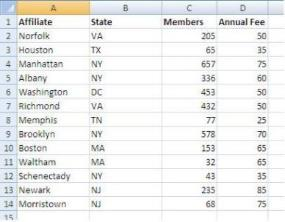 A B C D
1 Affiliate State Members Annual Fee
2 Norfolk VA 205 50
3 Houston TX 65 35
4 Manhattan NY 657 75
5 Albany NY 336 60
6 Washington DC 453 50
7 Richmond VA 432 50
8 Memphis TN 77 25
9 Brooklyn NY 578 70
10 Boston MA 153 65
11 Waltham MA 32 65
12 Schenectady NY 43 35
13 Newark NJ 235 85
14 Morristown NJ 68 75
15